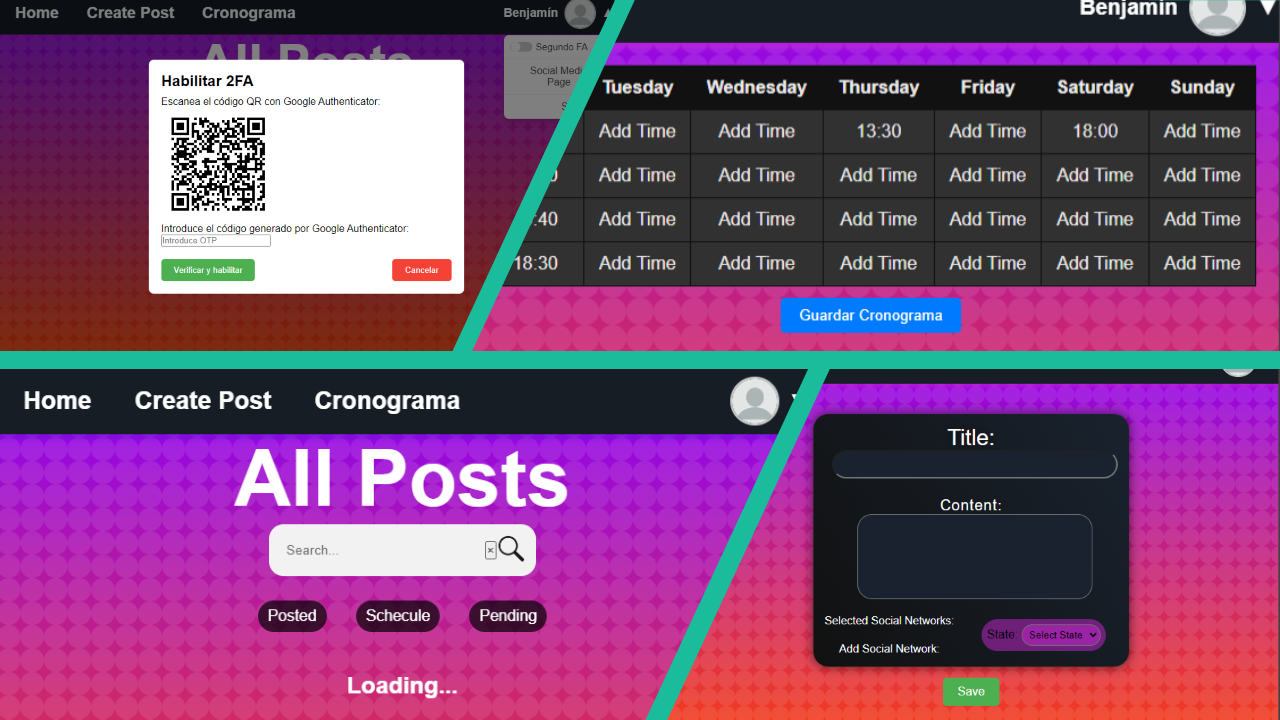 Home Create Post Cronograma
Benjamín
All Posts
Segundo FA
Social Medi
Page
S
Habilitar 2FA
Escanea el código QR con Google Authenticator:
Introduce el código generado por Google Authenticator:
Introduce OTP
Verificar y habilitar Cancelar
Benjamín
Tuesday Wednesday Thursday Friday Saturday Sunday
Add Time Add Time 13:30 Add Time 18:00 Add Time
0 Add Time Add Time Add Time Add Time Add Time Add Time
:40 Add Time Add Time Add Time Add Time Add Time Add Time
18:30 Add Time Add Time Add Time Add Time Add Time Add Time
Guardar Cronograma
Home Create Post Cronograma
All Posts
Search...
Posted Schecule Pending
Loading...
Title:
Content:
Selected Social Networks:
State: Select State
Add Social Network:
Save